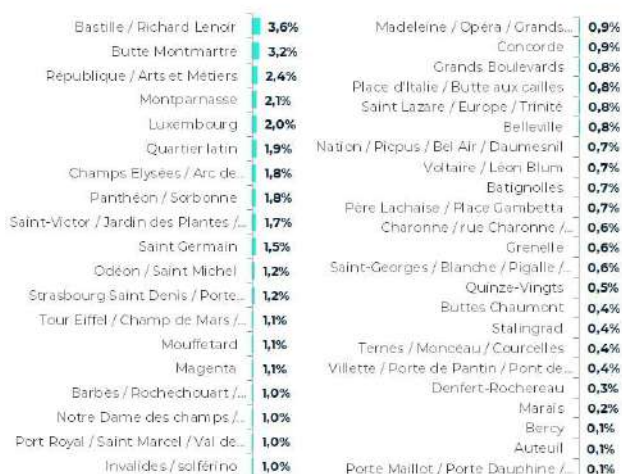 Bastille / Richard Lenoir 3,6%
Butte Montmartre 3,2%
République / Arts et Métiers 2,4%
Montparnasse 2,1%
Luxembourg 2,0%
Quartier latin 1,9%
Champs Elysées / Arc de... 1,8%
Panthéon / Sorbonne 1,8%
Saint-Victor / Jardin des Plantes /... 1,7%
Saint Germain 1,5%
Odéon / Saint Michel 1,2%
Strasbourg Saint Denis / Porte... 1,2%
Tour Eiffel / Champ de Mars /... 1,1%
Mouffetard 1,1%
Magenta 1,1%
Barbès / Rochechouart /... 1,0%
Notre Dame des champs /... 1,0%
Port Royal / Saint Marcel / Val de... 1,0%
Invalides / solférino 1,0%
Madeleine / Opéra / Grands... 0,9%
Concorde 0,9%
Grands Boulevards 0,8%
Place d'Italie / Butte aux cailles 0,8%
Saint Lazare / Europe / Trinité 0,8%
Belleville 0,8%
Nation / Picpus / Bel Air / Daumesnil 0,7%
Voltaire / Léon Blum 0,7%
Batignolles 0,7%
Père Lachaise / Place Gambetta 0,7%
Charonne / rue Charonne /... 0,6%
Grenelle 0,6%
Saint-Georges / Blanche / Pigalle /... 0,6%
Quinze-Vingts 0,5%
Buttes Chaumont 0,4%
Stalingrad 0,4%
Ternes / Monceau / Courcelles 0,4%
Villette / Porte de Pantin / Pont de... 0,4%
Denfert-Rochereau 0,3%
Marais 0,2%
Bercy 0,1%
Auteuil 0,1%
Porte Maillot / Porte Dauphine /... 0,1%